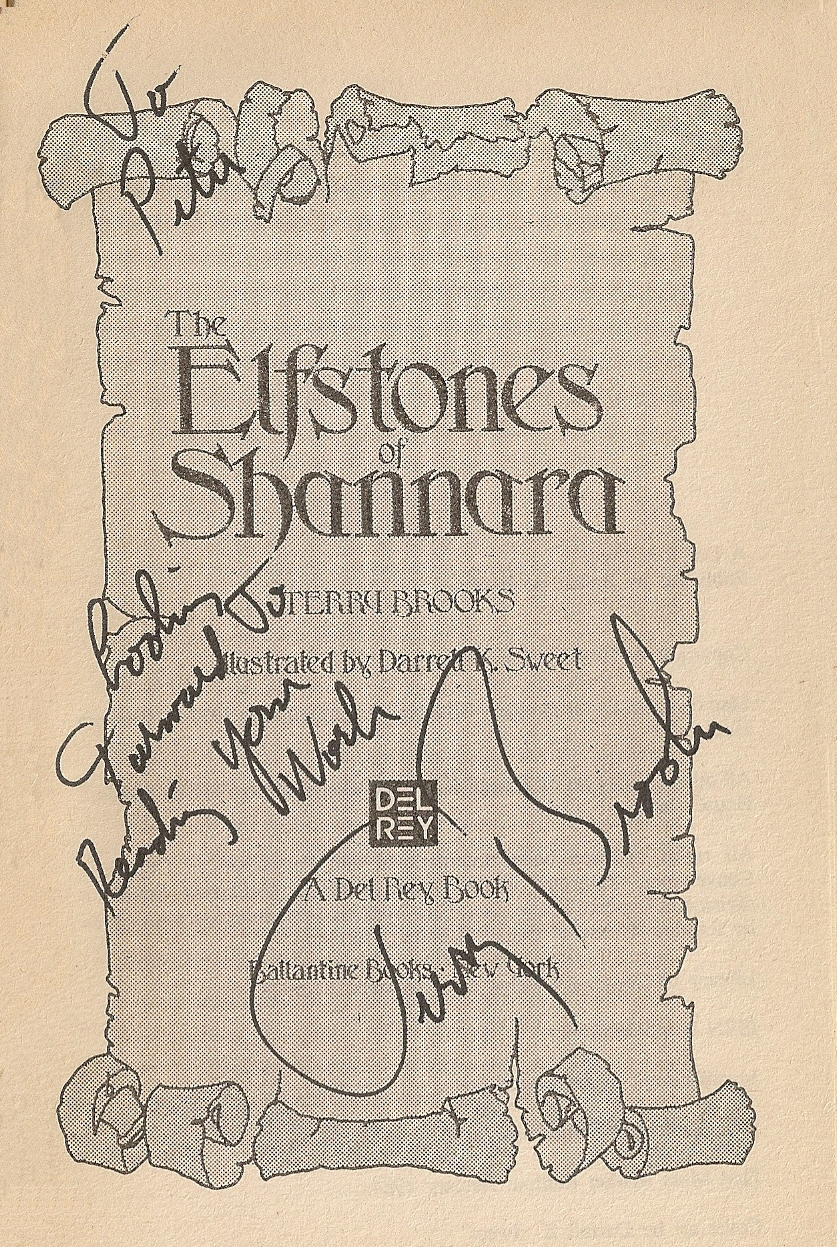 To
Peter
The
Elfstones
of
Shannara
TERRY BROOKS
Illustrated by Darrell K. Sweet
Looking
Forward To
Reading Your
Work
DEL
REY
A Del Rey Book
Ballantine Books • New York
Terry
Brooks